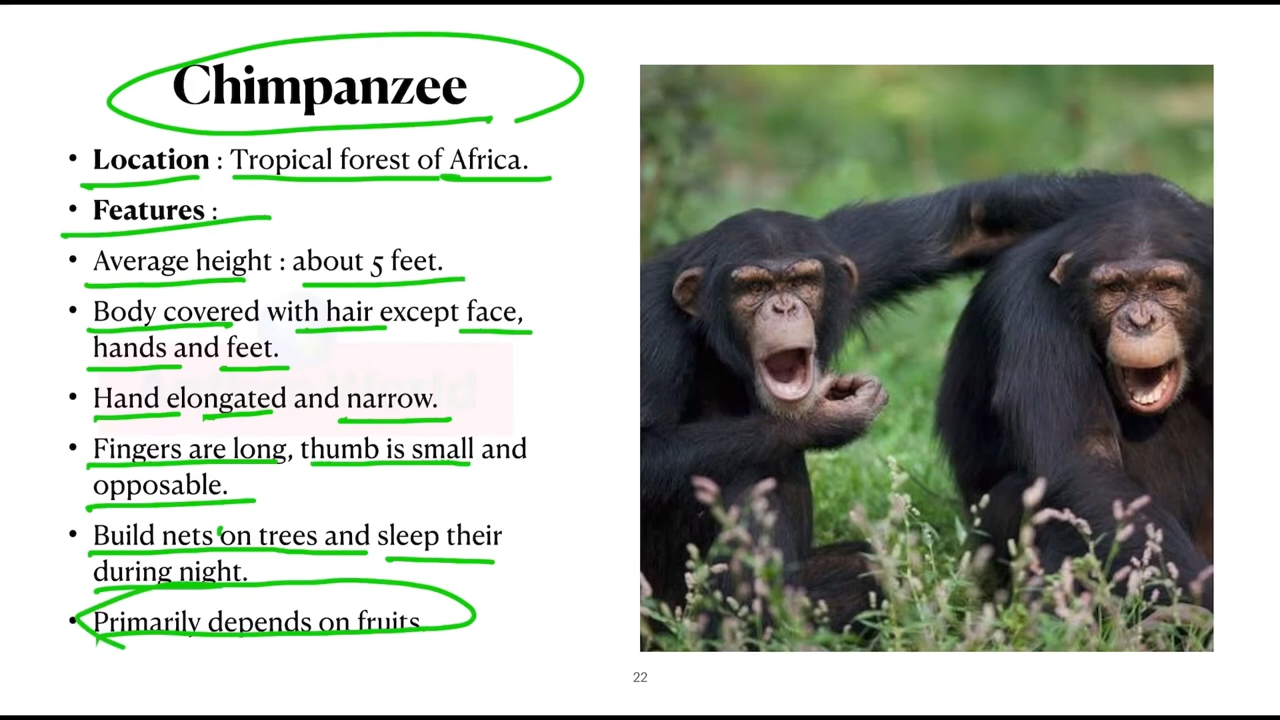 Chimpanzee
• Location : Tropical forest of Africa.
• Features :
• Average height : about 5 feet.
• Body covered with hair except face,
hands and feet.
• Hand elongated and narrow.
• Fingers are long, thumb is small and
opposable.
• Build nets on trees and sleep their
during night.
• Primarily depends on fruits.
22